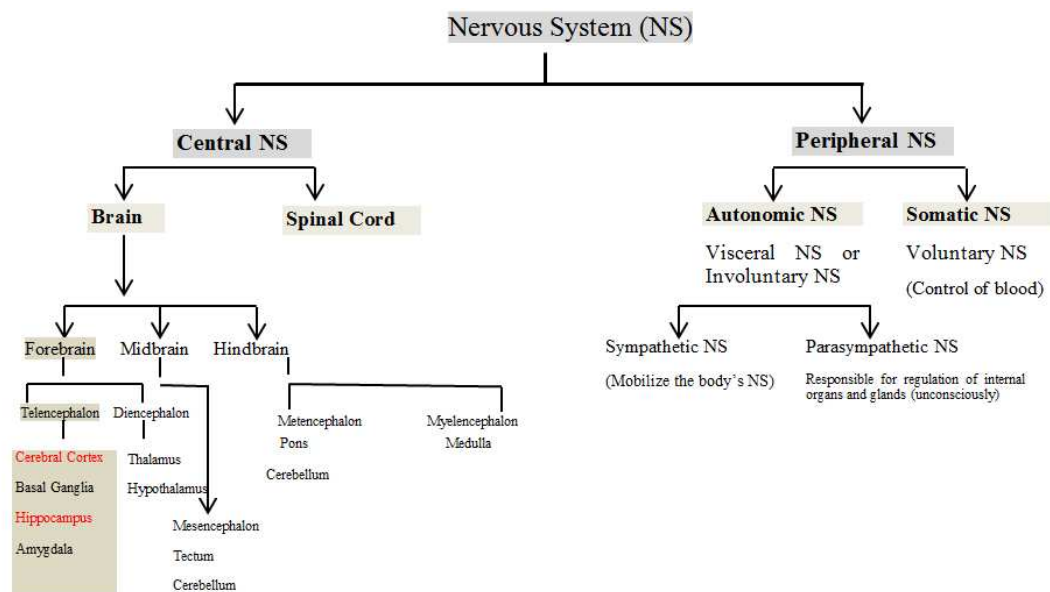 Nervous System (NS)
Central NS
Peripheral NS
Brain
Spinal Cord
Autonomic NS
Somatic NS
Visceral NS or
Involuntary NS
Voluntary NS
(Control of blood)
Forebrain
Midbrain
Hindbrain
Sympathetic NS
(Mobilize the body's NS)
Parasympathetic NS
Responsible for regulation of internal
organs and glands (unconsciously)
Telencephalon
Diencephalon
Metencephalon
Pons
Cerebellum
Myelencephalon
Medulla
Cerebral Cortex
Basal Ganglia
Hippocampus
Amygdala
Thalamus
Hypothalamus
Mesencephalon
Tectum
Cerebellum